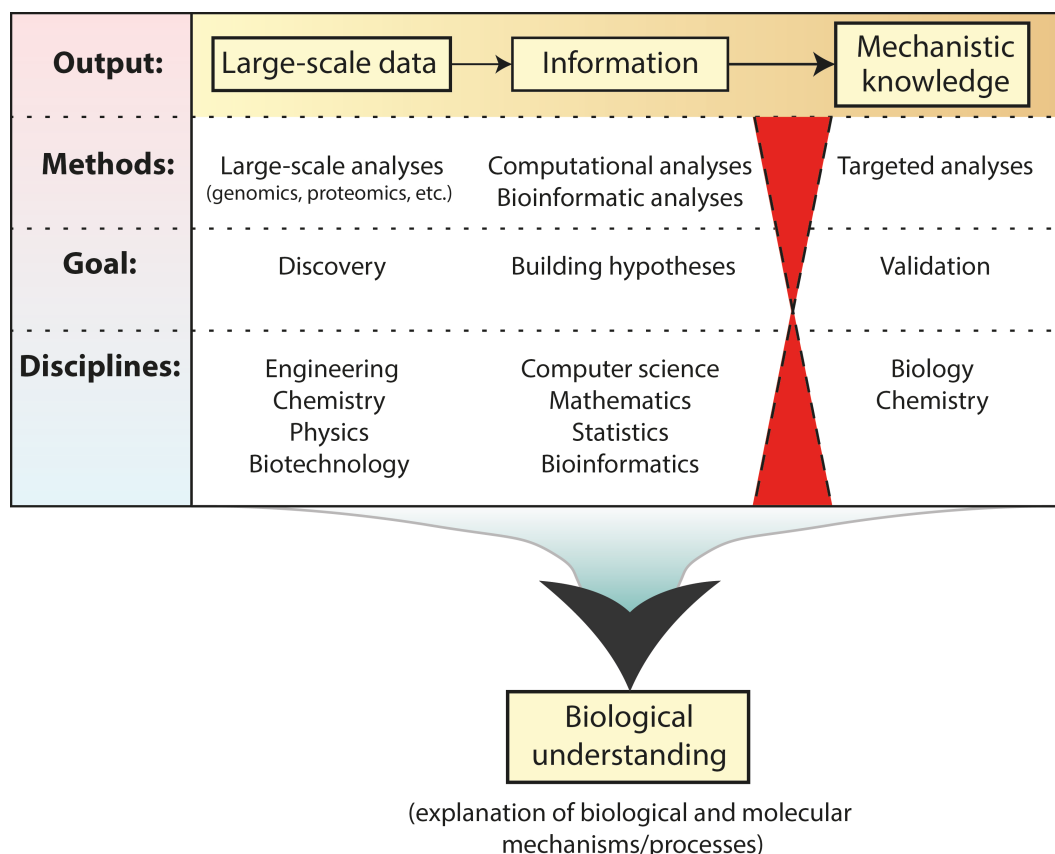 Output:
Large-scale data
Information
Mechanistic
knowledge
Methods:
Large-scale analyses
(genomics, proteomics, etc.)
Computational analyses
Bioinformatic analyses
Targeted analyses
Goal:
Discovery
Building hypotheses
Validation
Disciplines:
Engineering
Chemistry
Physics
Biotechnology
Computer science
Mathematics
Statistics
Bioinformatics
Biology
Chemistry
Biological
understanding
(explanation of biological and molecular
mechanisms/processes)